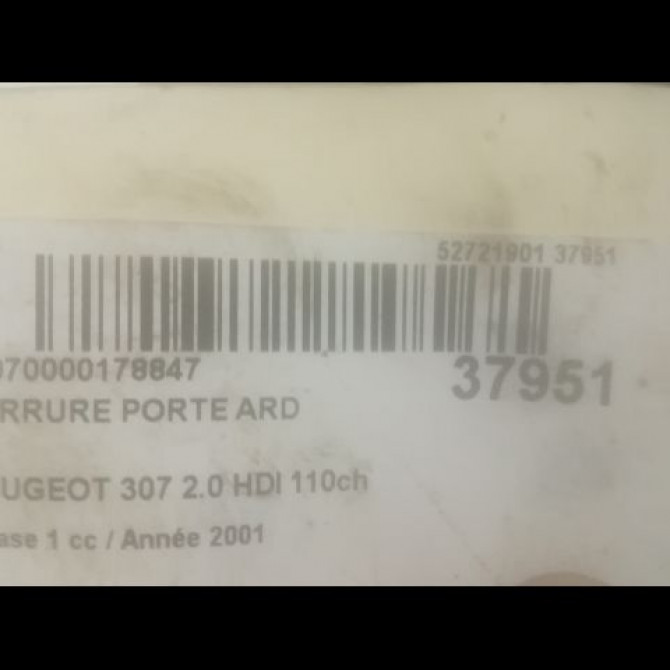 52721901 37951
070000178847
37951
RRURE PORTE ARD
UGEOT 307 2.0 HDI 110ch
ase 1 cc / Année 2001